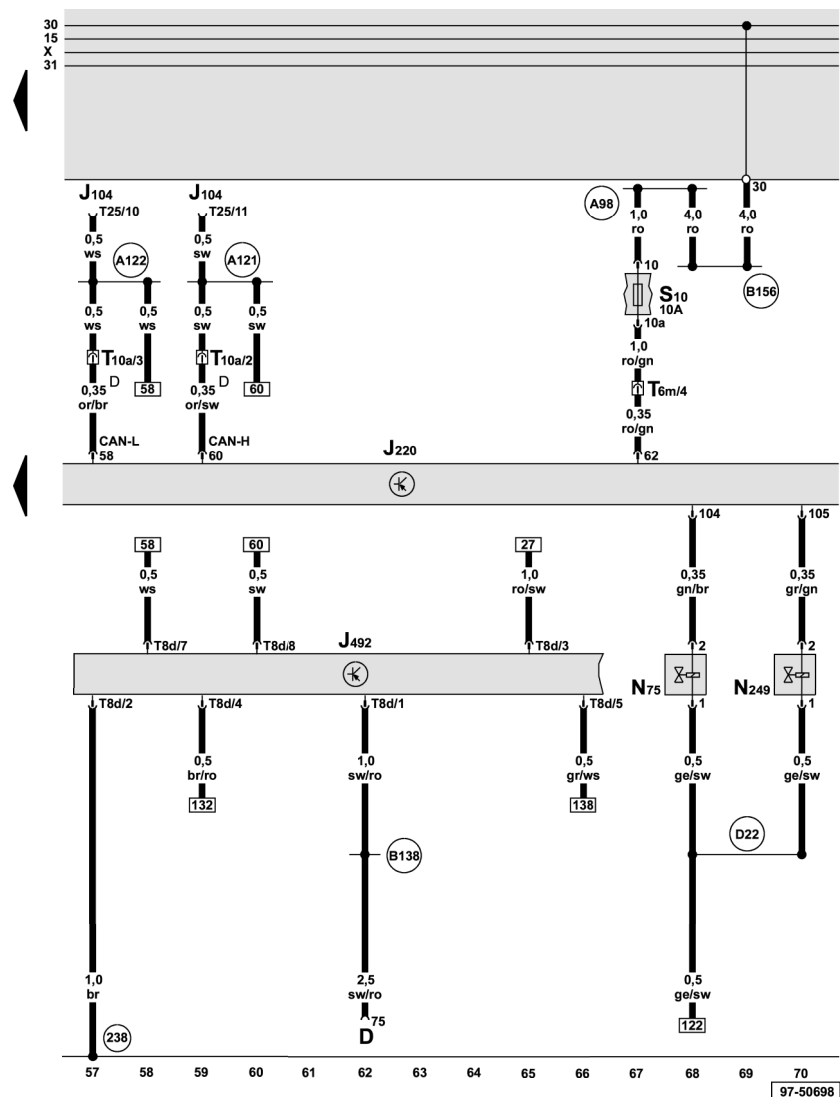 30
15
X
31
30
J104
T25/10
0,5
ws
A122
0,5
ws
0,5
ws
T10a/3
D
58
0,35
or/br
CAN-L
58
J104
T25/11
0,5
sw
A121
0,5
sw
0,5
sw
T10a/2
D
60
0,35
or/sw
CAN-H
60
A98
1,0
ro
4,0
ro
4,0
ro
B156
10
S10
10A
10a
1,0
ro/gn
T6m/4
0,35
ro/gn
62
J220
104
105
58
0,5
ws
T8d/7
60
0,5
sw
T8d/8
27
1,0
ro/sw
T8d/3
0,35
gn/br
2
0,35
gr/gn
2
J492
N75
N249
T8d/2
T8d/4
T8d/1
T8d/5
1
1
0,5
br/ro
132
1,0
sw/ro
0,5
gr/ws
138
0,5
ge/sw
0,5
ge/sw
B138
D22
1,0
br
2,5
sw/ro
75
D
0,5
ge/sw
122
238
57 58 59 60 61 62 63 64 65 66 67 68 69 70
97-50698